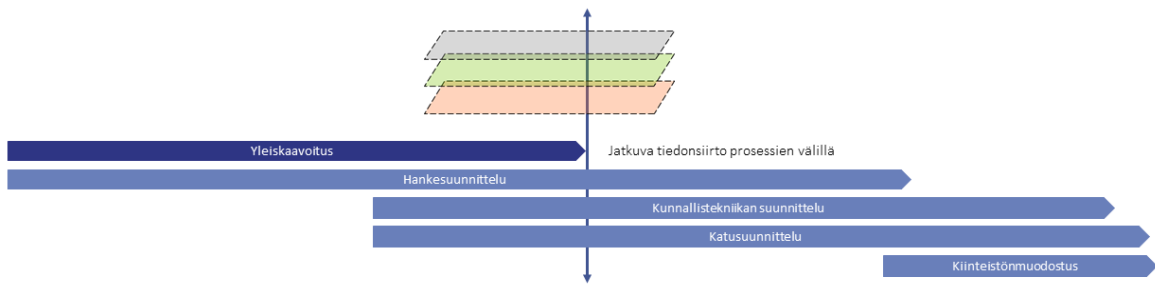 Yleiskaavoitus
Jatkuva tiedonsiirto prosessien välillä
Hankesuunnittelu
Kunnallistekniikan suunnittelu
Katusuunnittelu
Kiinteistönmuodostus